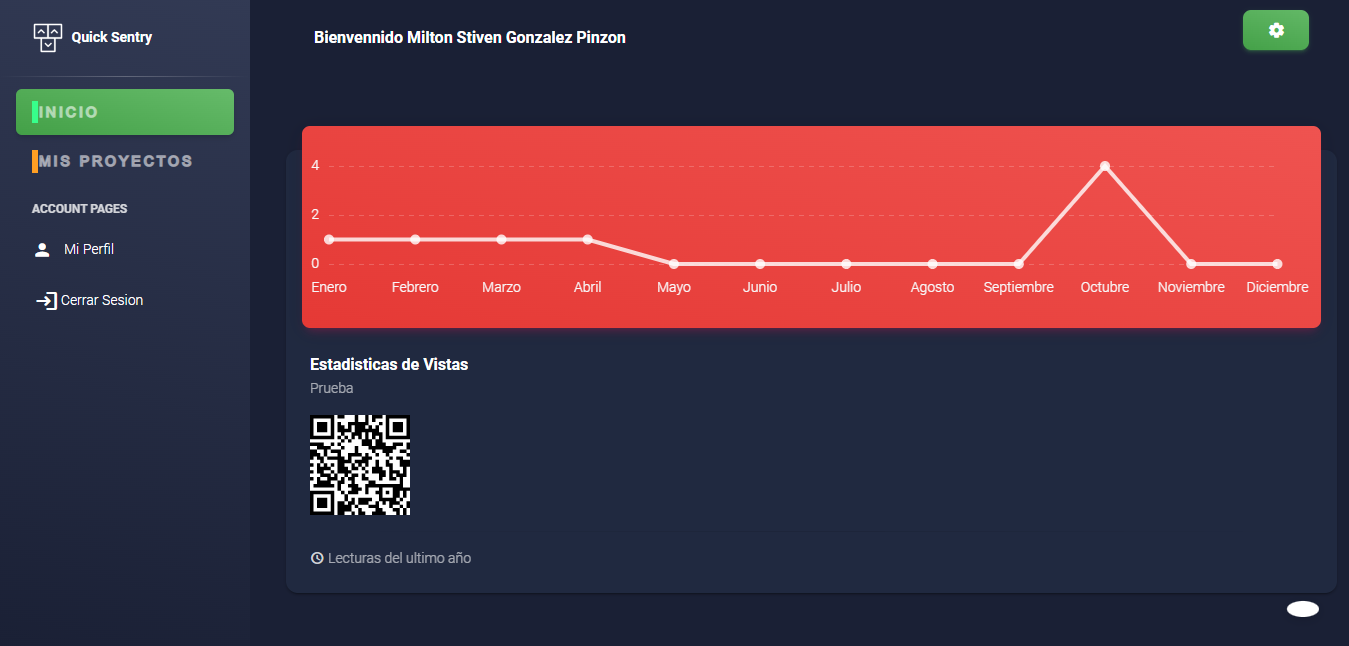 Quick Sentry
Bienvennido Milton Stiven Gonzalez Pinzon
INICIO
MIS PROYECTOS
ACCOUNT PAGES
Mi Perfil
Cerrar Sesion
4
2
0
Enero Febrero Marzo Abril Mayo Junio Julio Agosto Septiembre Octubre Noviembre Diciembre
Estadisticas de Vistas
Prueba
Lecturas del ultimo año